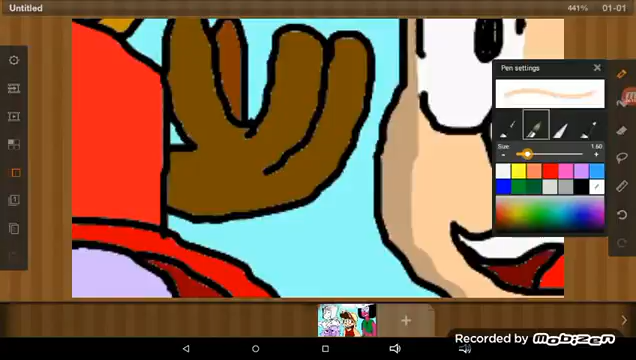 Untitled
441%
01-01
Pen settings
Size:
1.60
Recorded by mobizen